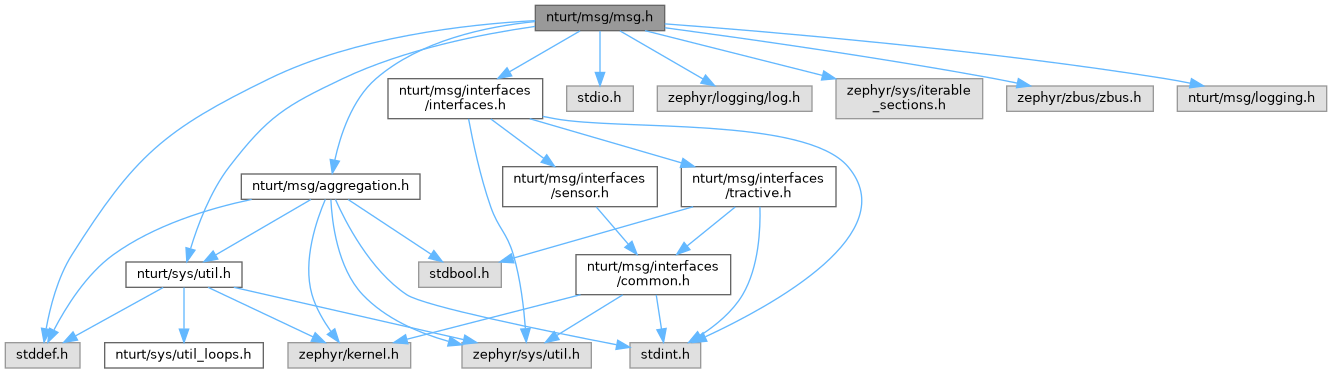 nturt/msg/msg.h
nturt/msg/interfaces
/interfaces.h
stdio.h
zephyr/logging/log.h
zephyr/sys/iterable
_sections.h
zephyr/zbus/zbus.h
nturt/msg/logging.h
nturt/msg/aggregation.h
nturt/msg/interfaces
/sensor.h
nturt/msg/interfaces
/tractive.h
nturt/sys/util.h
stdbool.h
nturt/msg/interfaces
/common.h
stddef.h
nturt/sys/util_loops.h
zephyr/kernel.h
zephyr/sys/util.h
stdint.h